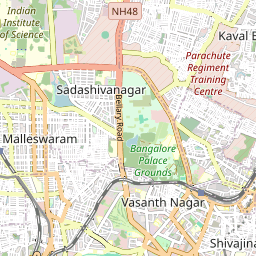 Indian
Institute
of Science
NH48
Kaval B
Parachute
Regiment
Training
Centre
Sadashivanagar
Bellary Road
Malleswaram
Bangalore
Palace
Grounds
Vasanth Nagar
Shivajina